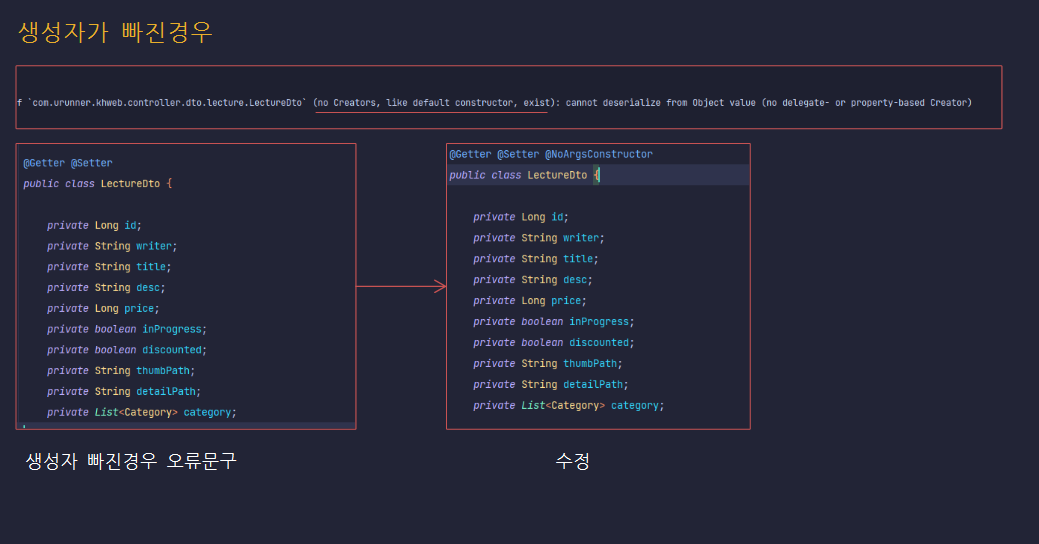 생성자가 빠진경우
f `com.urunner.khweb.controller.dto.lecture.LectureDto` (no Creators, like default constructor, exist): cannot deserialize from Object value (no delegate- or property-based Creator)
@Getter @Setter
public class LectureDto {
private Long id;
private String writer;
private String title;
private String desc;
private Long price;
private boolean inProgress;
private boolean discounted;
private String thumbPath;
private String detailPath;
private List<Category> category;
생성자 빠진경우 오류문구
@Getter @Setter @NoArgsConstructor
public class LectureDto {
private Long id;
private String writer;
private String title;
private String desc;
private Long price;
private boolean inProgress;
private boolean discounted;
private String thumbPath;
private String detailPath;
private List<Category> category;
수정